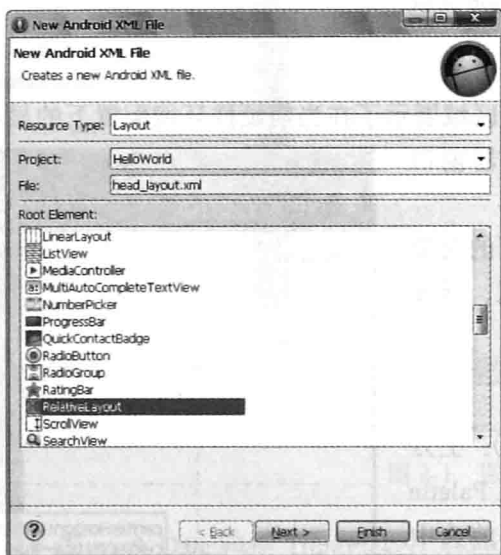 New Android XML File
New Android XML File
Creates a new Android XML file.
Resource Type: Layout
Project: HelloWorld
File: head_layout.xml
Root Element:
LinearLayout
ListView
MediaController
MultiAutoCompleteTextView
NumberPicker
ProgressBar
QuickContactBadge
RadioButton
RadioGroup
RatingBar
RelativeLayout
ScrollView
SearchView
< Back Next > Finish Cancel